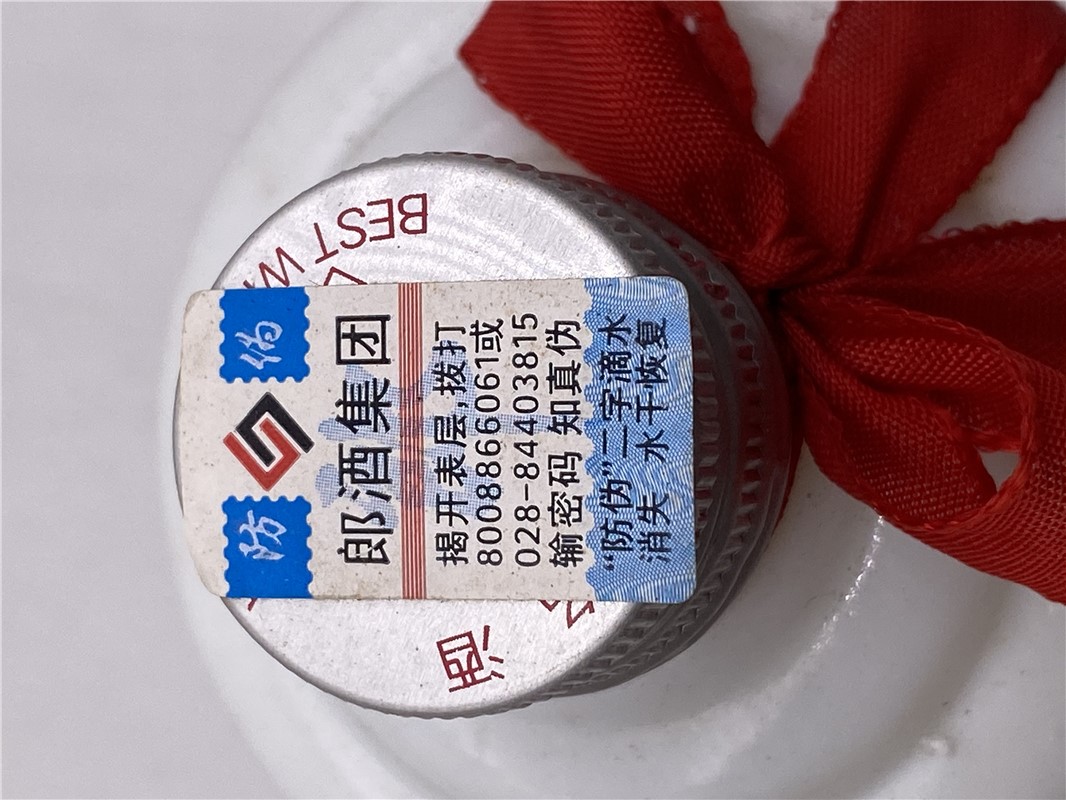 防伪
郎酒集团
揭开表层,拨打
8008866061或
028-84403815
输密码 知真伪
“防伪”二字滴水
消失 水干恢复
BEST W
酒